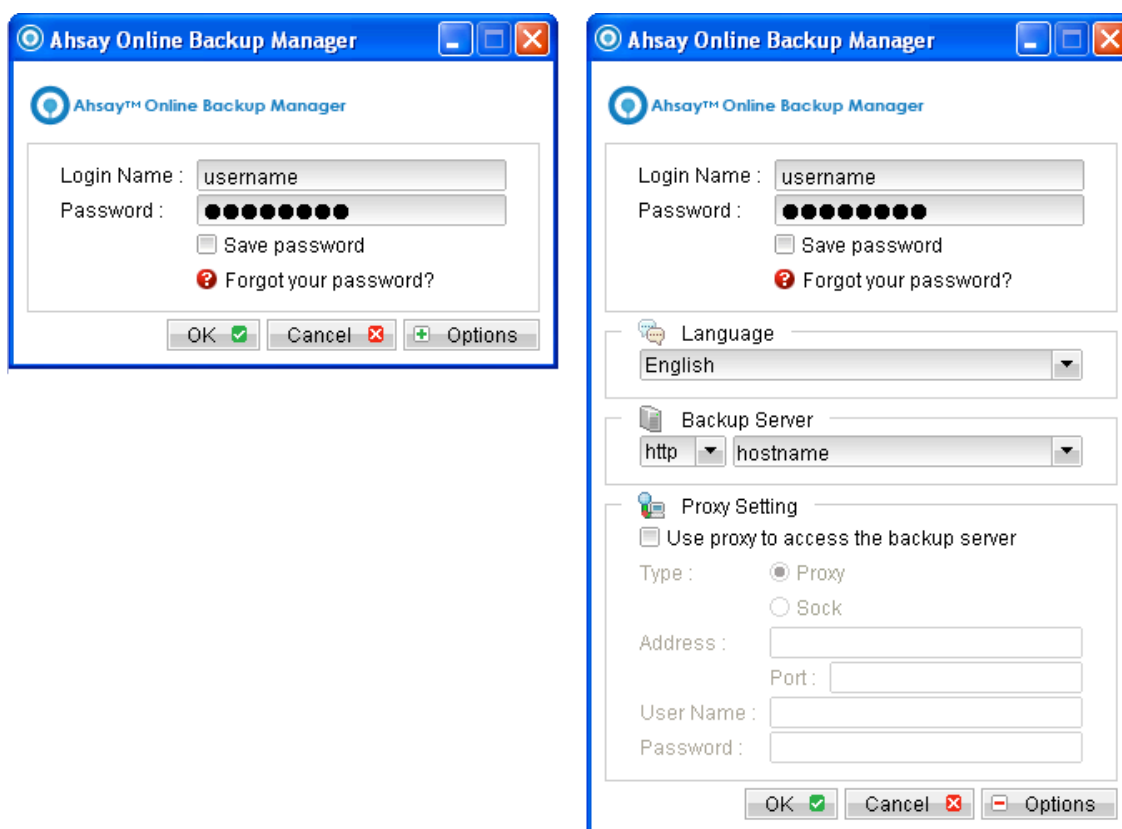 Ahsay Online Backup Manager
Ahsay™ Online Backup Manager
Login Name : username
Password : ●●●●●●●●
Save password
Forgot your password?
OK Cancel Options
Ahsay Online Backup Manager
Ahsay™ Online Backup Manager
Login Name : username
Password : ●●●●●●●●
Save password
Forgot your password?
Language
English
Backup Server
http hostname
Proxy Setting
Use proxy to access the backup server
Type : Proxy
Sock
Address :
Port :
User Name :
Password :
OK Cancel Options